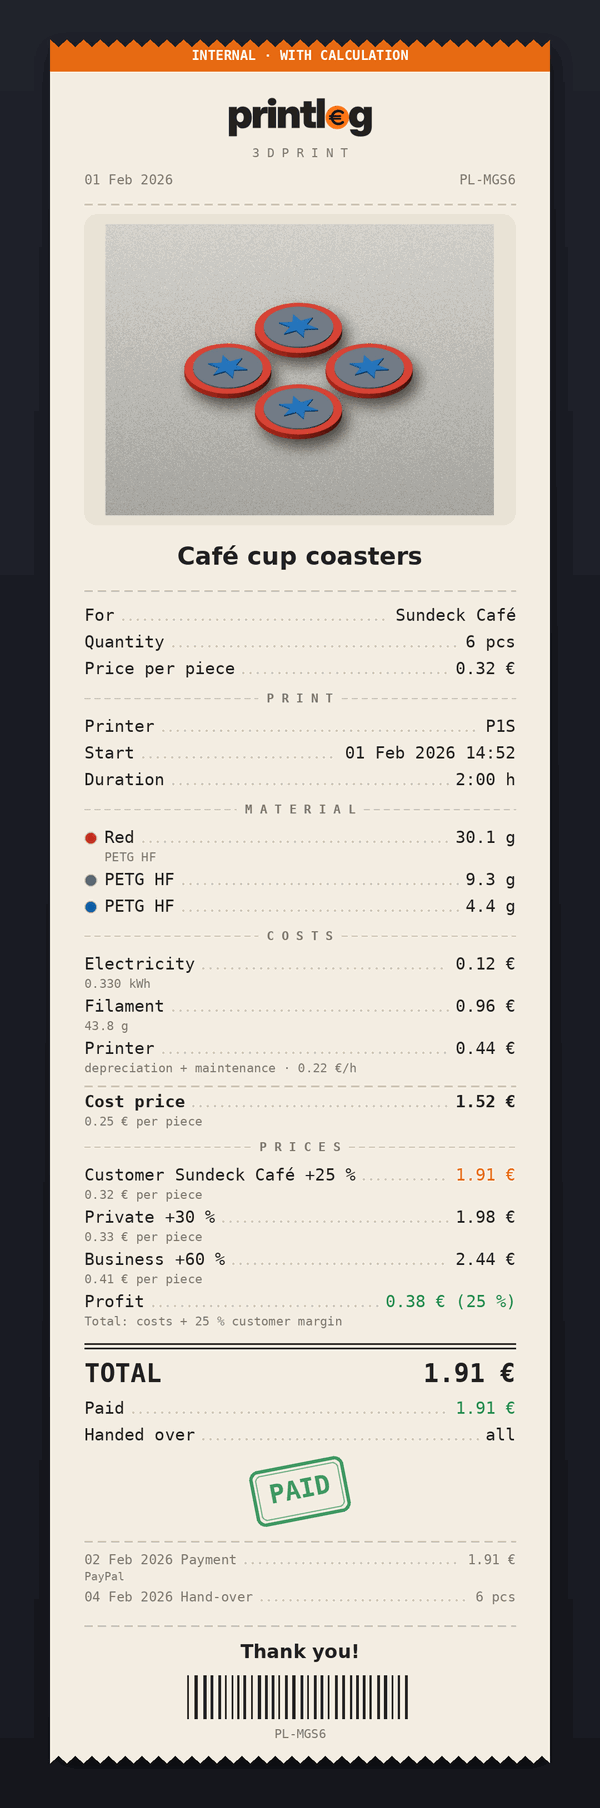 INTERNAL · WITH CALCULATION
printl€g
3DPRINT
01 Feb 2026 PL-MGS6
Café cup coasters
For Sundeck Café
Quantity 6 pcs
Price per piece 0.32 €
PRINT
Printer P1S
Start 01 Feb 2026 14:52
Duration 2:00 h
MATERIAL
Red 30.1 g
PETG HF
PETG HF 9.3 g
PETG HF 4.4 g
COSTS
Electricity 0.12 €
0.330 kWh
Filament 0.96 €
43.8 g
Printer 0.44 €
depreciation + maintenance · 0.22 €/h
Cost price 1.52 €
0.25 € per piece
PRICES
Customer Sundeck Café +25 % 1.91 €
0.32 € per piece
Private +30 % 1.98 €
0.33 € per piece
Business +60 % 2.44 €
0.41 € per piece
Profit 0.38 € (25 %)
Total: costs + 25 % customer margin
TOTAL 1.91 €
Paid 1.91 €
Handed over all
PAID
02 Feb 2026 Payment 1.91 €
PayPal
04 Feb 2026 Hand-over 6 pcs
Thank you!
PL-MGS6